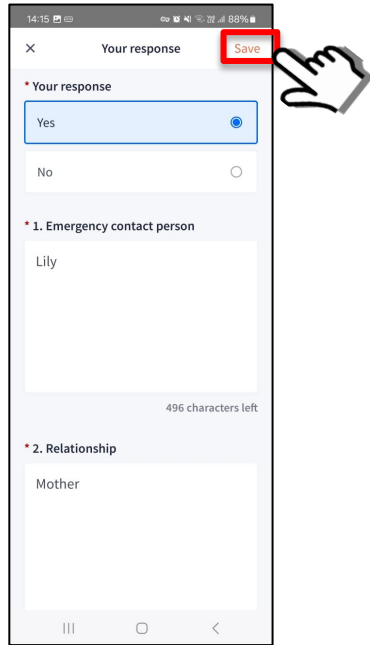 14:15 88%
Your response Save
* Your response
Yes
No
* 1. Emergency contact person
Lily
496 characters left
* 2. Relationship
Mother